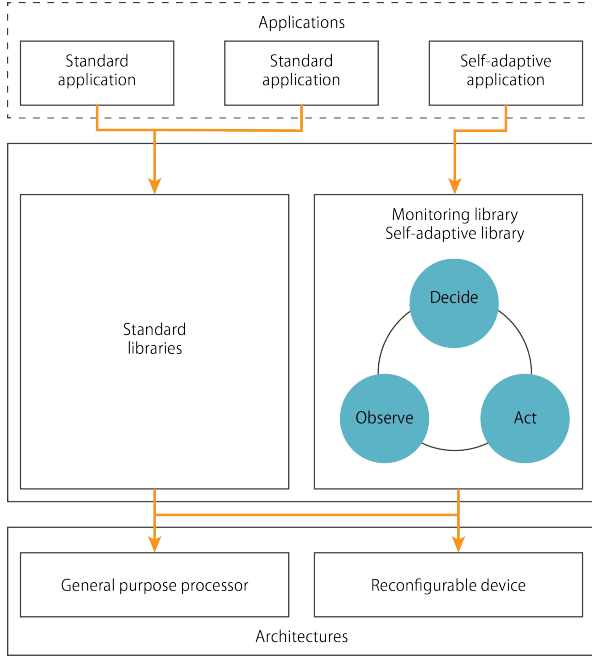 Applications
Standard
application
Standard
application
Self-adaptive
application
Monitoring library
Self-adaptive library
Standard
libraries
Decide
Observe
Act
General purpose processor
Reconfigurable device
Architectures